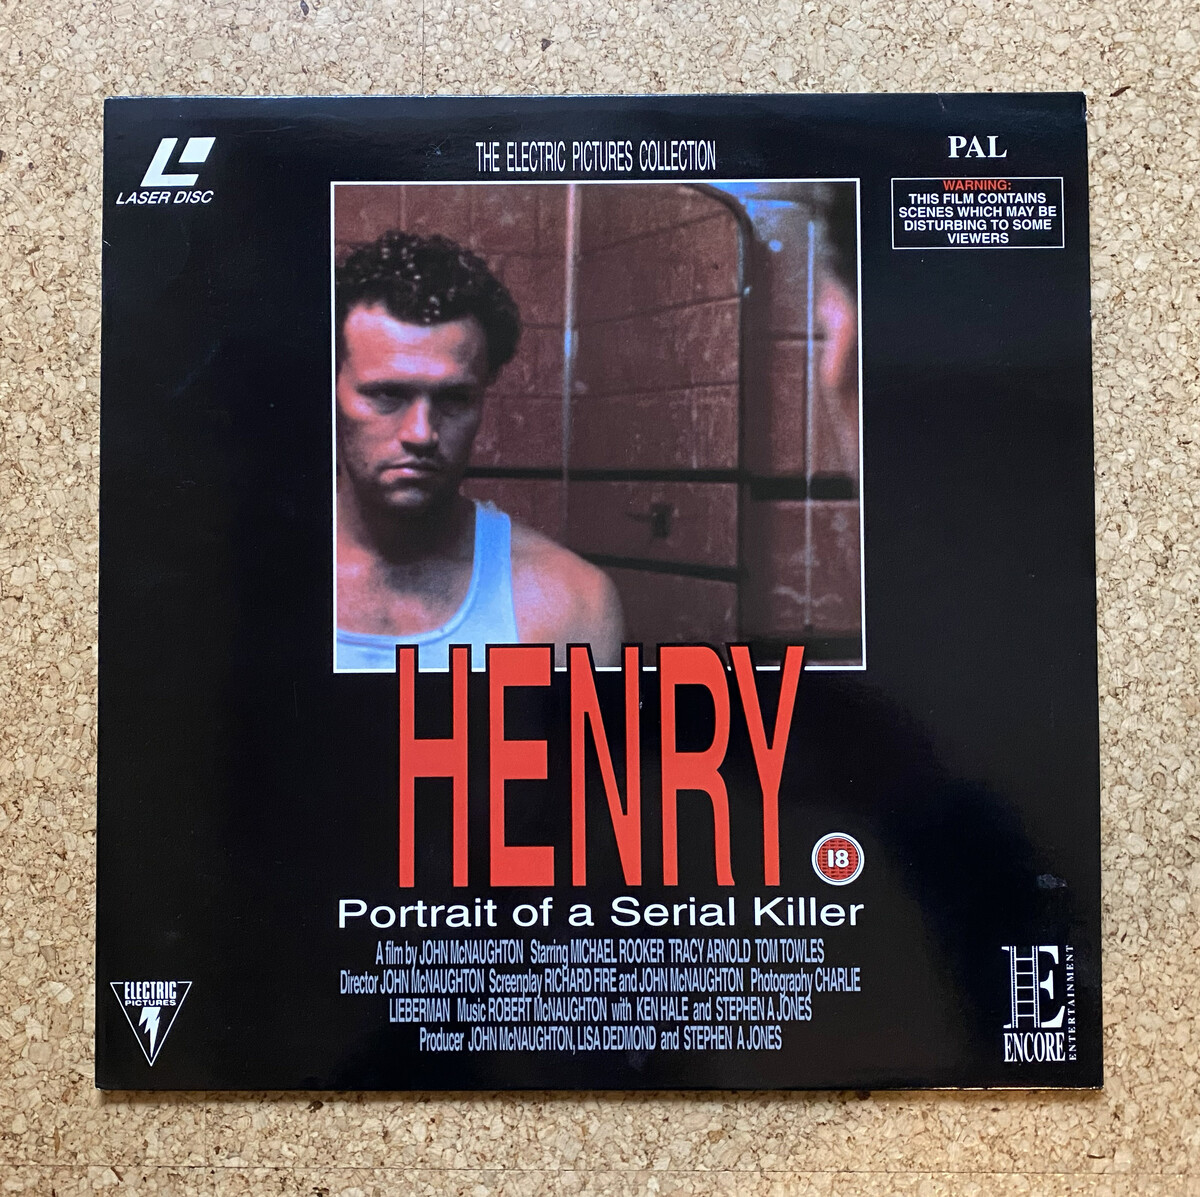 LASER DISC
THE ELECTRIC PICTURES COLLECTION
PAL
WARNING:
THIS FILM CONTAINS
SCENES WHICH MAY BE
DISTURBING TO SOME
VIEWERS
HENRY
18
Portrait of a Serial Killer
A film by JOHN McNAUGHTON Starring MICHAEL ROOKER TRACY ARNOLD TOM TOWLES
Director JOHN McNAUGHTON Screenplay RICHARD FIRE and JOHN McNAUGHTON Photography CHARLIE
LIEBERMAN Music ROBERT McNAUGHTON with KEN HALE and STEPHEN A JONES
Producer JOHN McNAUGHTON, LISA DEDMOND and STEPHEN A JONES
ELECTRIC
PICTURES
E
ENCORE
ENTERTAINMENT